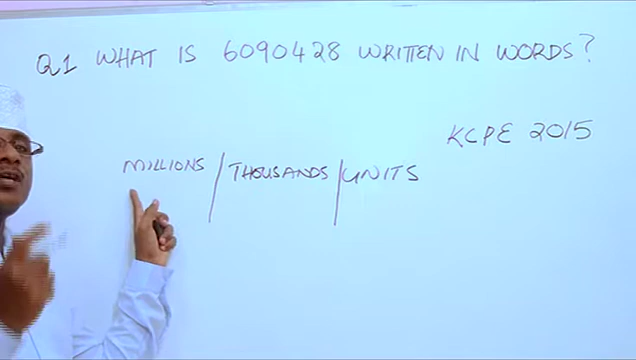 Q1 WHAT IS 6090428 WRITTEN IN WORDS?
KCPE 2015
MILLIONS / THOUSANDS / UNITS